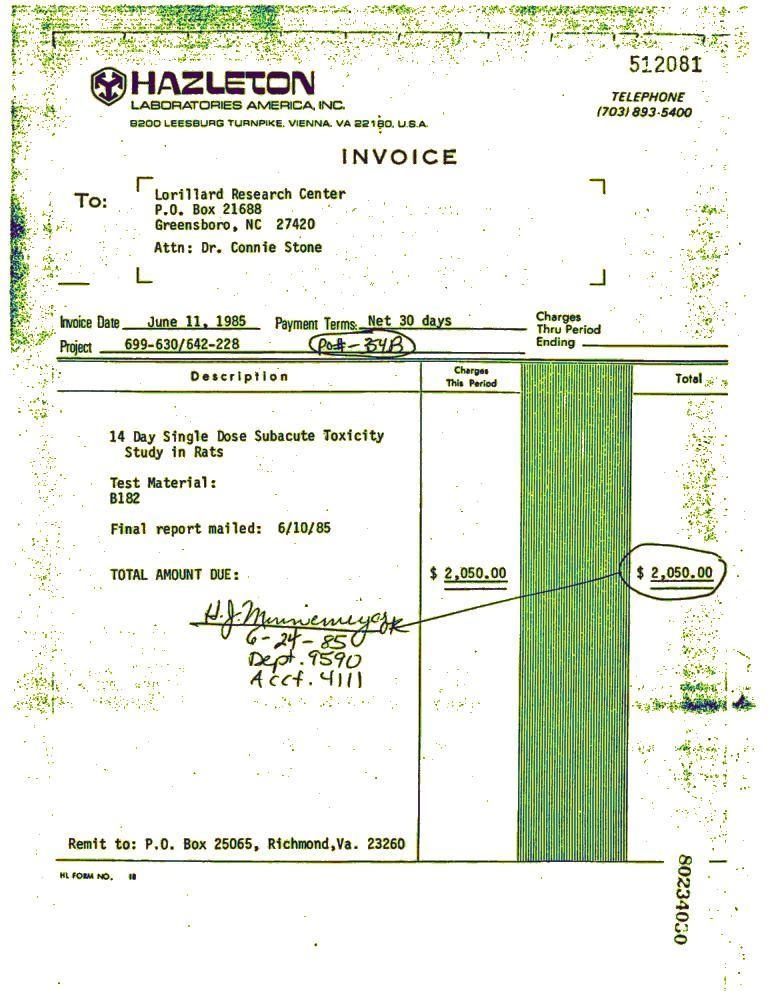 512081
HAZLETON
LABORATORIES AMERICA, INC.
9200 LEESBURG TURNPIKE, VIENNA, VA 22180, U.S.A.
TELEPHONE
(703) 893-5400
INVOICE
To:
Lorillard Research Center
P.O. Box 21688
Greensboro, NC 27420
Attn: Dr. Connie Stone
Invoice Date June 11, 1985 Payment Terms: Net 30 days
Charges
Thru Period
Ending
Project 699-630/642-228 Po# - 34B
Description
Charges
This Period
Total
14 Day Single Dose Subacute Toxicity
Study in Rats
Test Material:
B182
Final report mailed: 6/10/85
TOTAL AMOUNT DUE: $ 2,050.00 $ 2,050.00
H.J. Minnemeyer
6-24-85
Dept. 9590
Acct. 4111
Remit to: P.O. Box 25065, Richmond,Va. 23260
HL FORM NO. 18
80234030